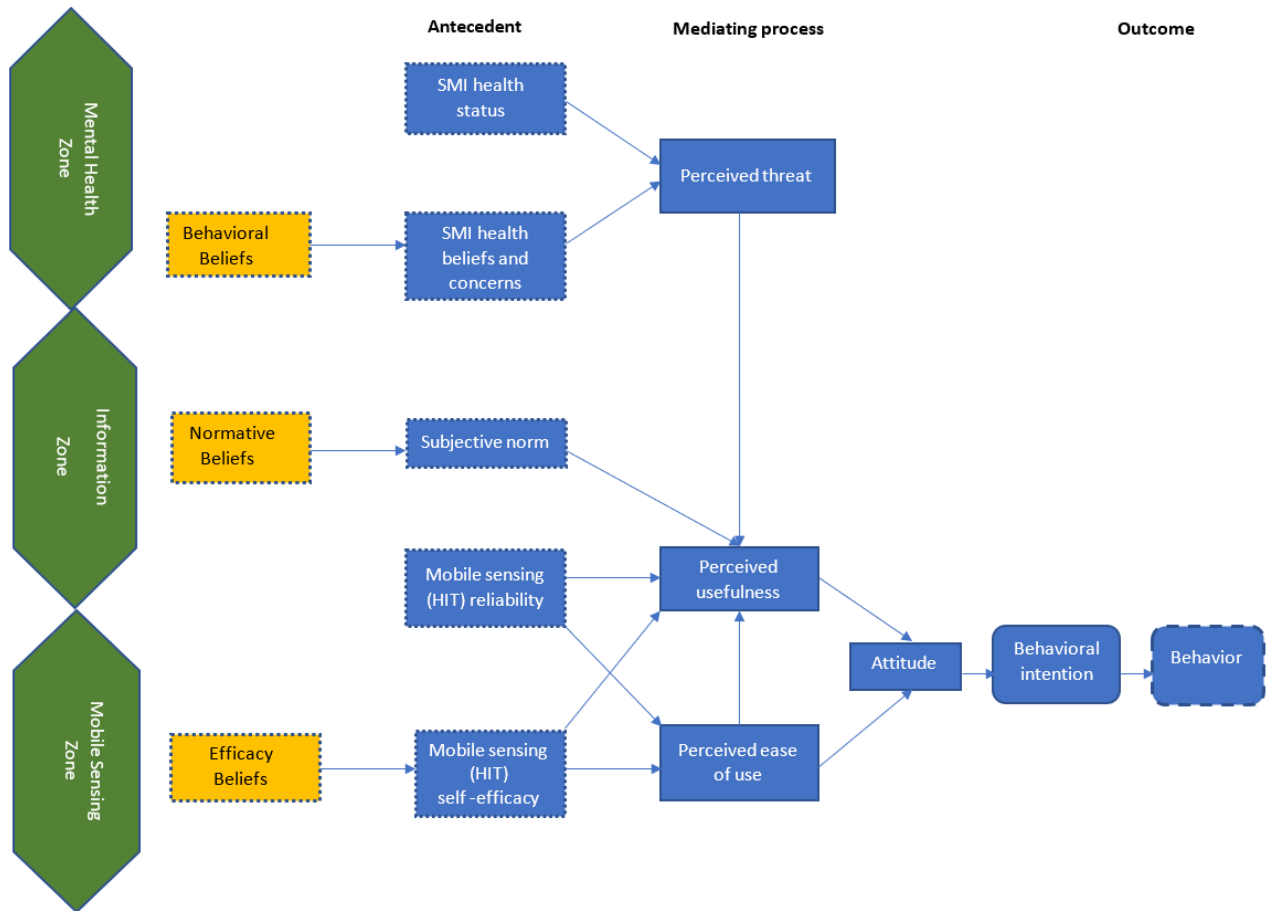 Antecedent
Mediating process
Outcome
Mental Health
Zone
SMI health
status
Perceived threat
Behavioral
Beliefs
SMI health
beliefs and
concerns
Information
Zone
Normative
Beliefs
Subjective norm
Mobile sensing
(HIT) reliability
Perceived
usefulness
Attitude
Behavioral
intention
Behavior
Mobile Sensing
Zone
Efficacy
Beliefs
Mobile sensing
(HIT)
self -efficacy
Perceived ease
of use